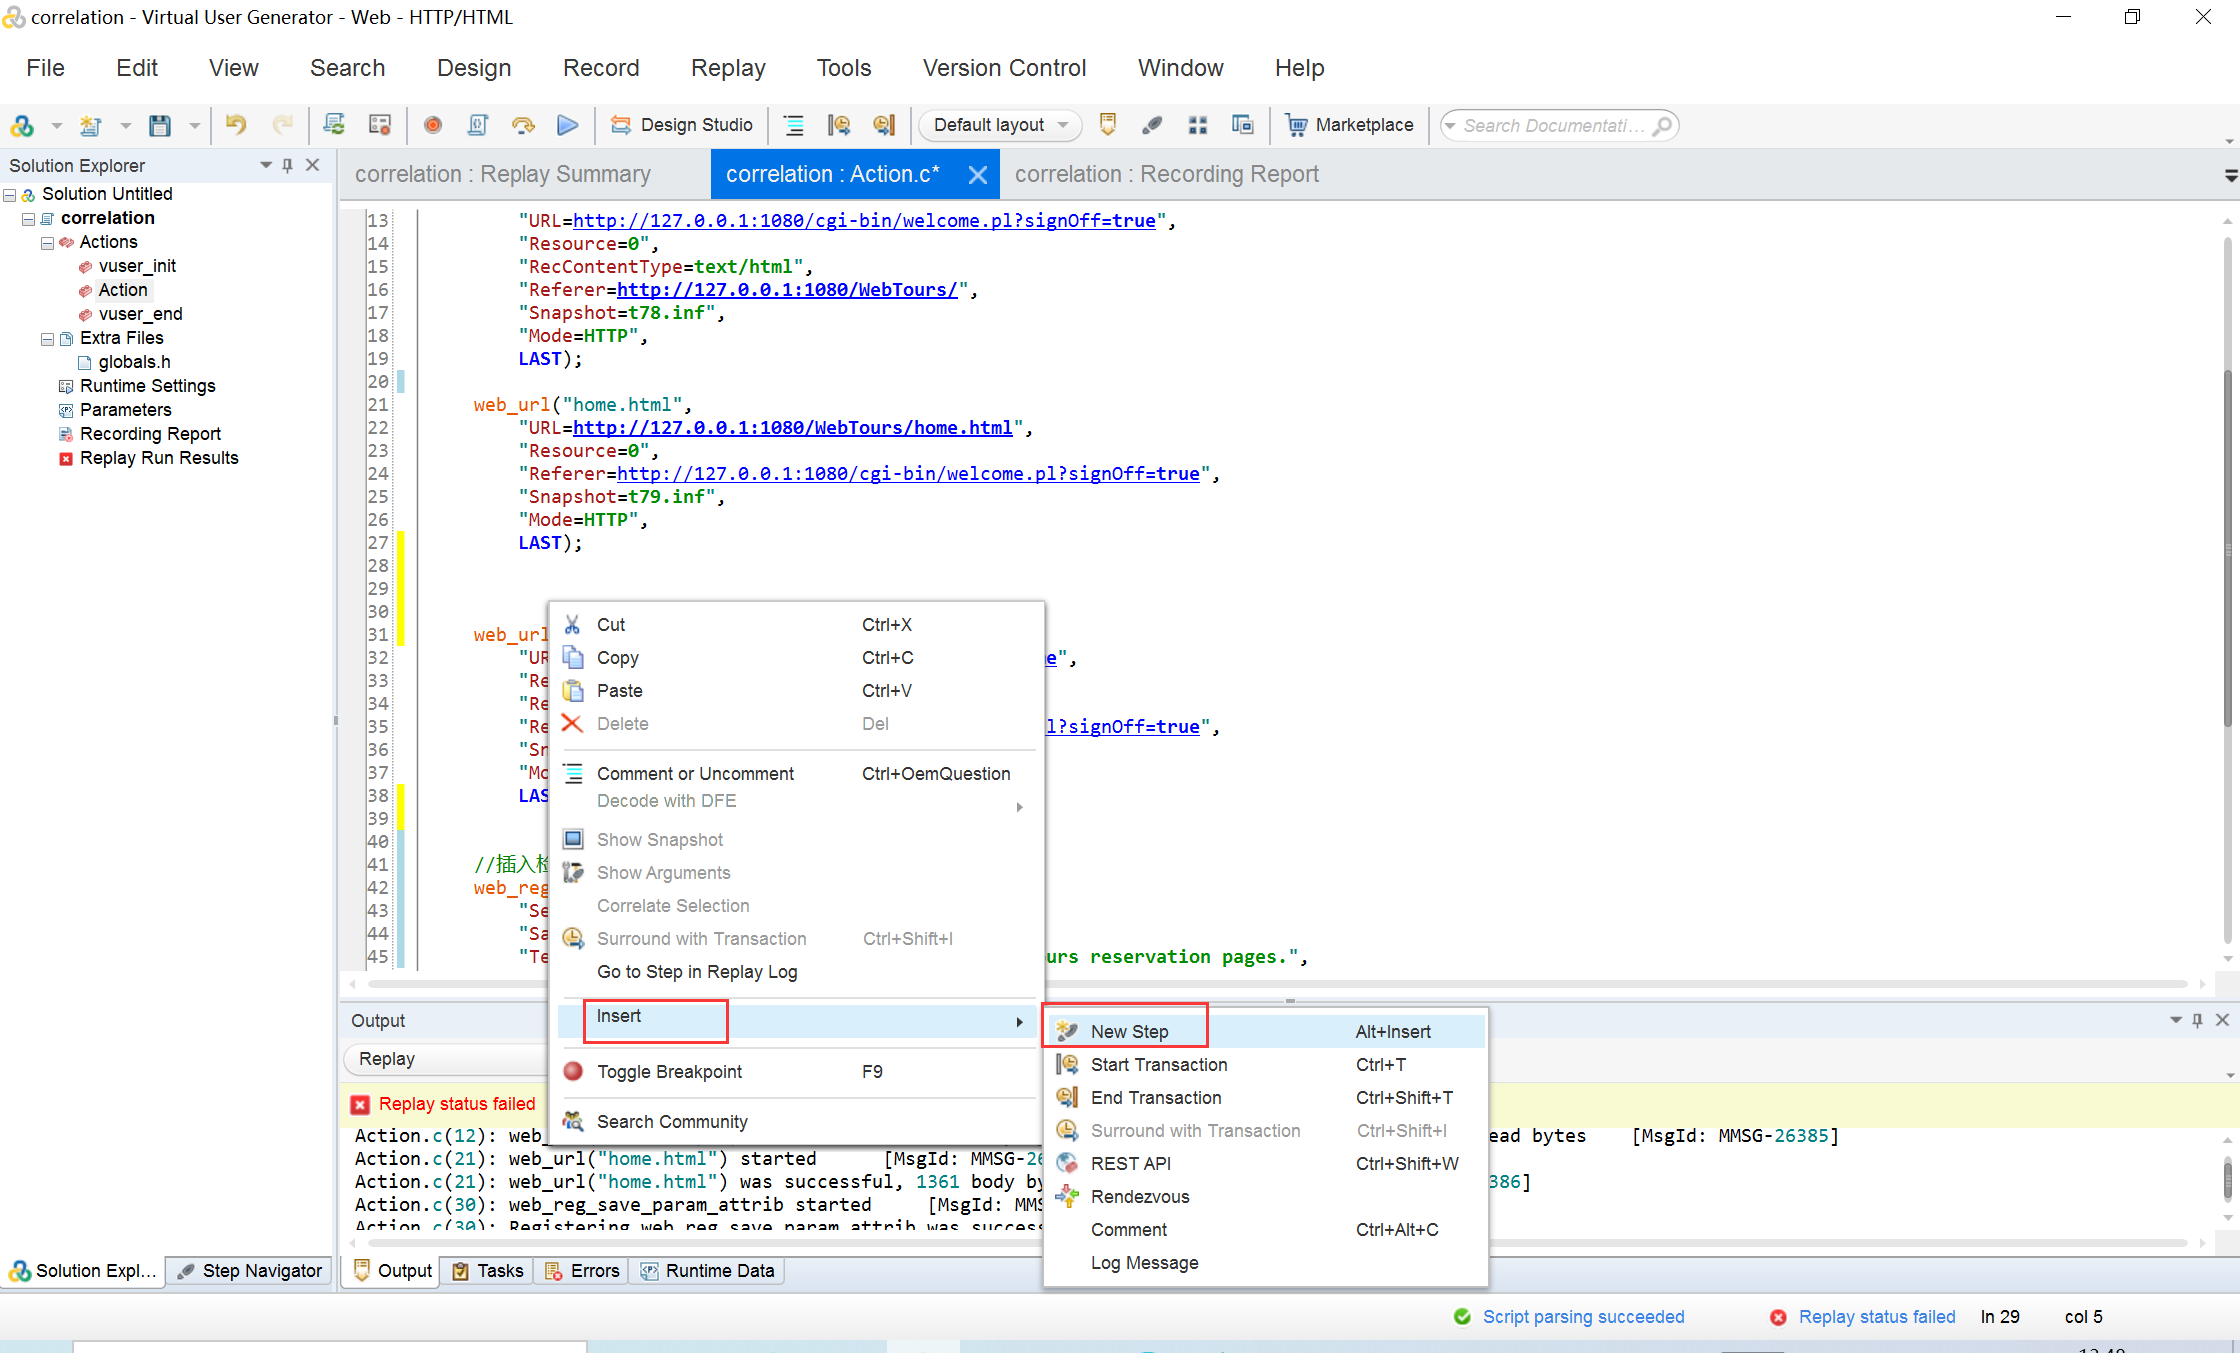 correlation - Virtual User Generator - Web - HTTP/HTML
File Edit View Search Design Record Replay Tools Version Control Window Help
Design Studio Default layout Marketplace Search Documentati...
Solution Explorer
Solution Untitled
correlation
Actions
vuser_init
Action
vuser_end
Extra Files
globals.h
Runtime Settings
Parameters
Recording Report
Replay Run Results
correlation : Replay Summary correlation : Action.c* correlation : Recording Report
13 "URL=http://127.0.0.1:1080/cgi-bin/welcome.pl?signOff=true",
14 "Resource=0",
15 "RecContentType=text/html",
16 "Referer=http://127.0.0.1:1080/WebTours/",
17 "Snapshot=t78.inf",
18 "Mode=HTTP",
19 LAST);
20
21 web_url("home.html",
22 "URL=http://127.0.0.1:1080/WebTours/home.html",
23 "Resource=0",
24 "Referer=http://127.0.0.1:1080/cgi-bin/welcome.pl?signOff=true",
25 "Snapshot=t79.inf",
26 "Mode=HTTP",
27 LAST);
28
29
30
31 web_url
32 "UR e",
33 "Re
34 "Re
35 "Re l?signOff=true",
36 "Sn
37 "Mo
38 LAS
39
40
41 //插入检
42 web_reg
43 "Se
44 "Sa
45 "Te urs reservation pages.",
Cut Ctrl+X
Copy Ctrl+C
Paste Ctrl+V
Delete Del
Comment or Uncomment Ctrl+OemQuestion
Decode with DFE
Show Snapshot
Show Arguments
Correlate Selection
Surround with Transaction Ctrl+Shift+I
Go to Step in Replay Log
Insert
Toggle Breakpoint F9
Search Community
New Step Alt+Insert
Start Transaction Ctrl+T
End Transaction Ctrl+Shift+T
Surround with Transaction Ctrl+Shift+I
REST API Ctrl+Shift+W
Rendezvous
Comment Ctrl+Alt+C
Log Message
Output
Replay
Replay status failed
Action.c(12): web_ ead bytes [MsgId: MMSG-26385]
Action.c(21): web_url("home.html") started [MsgId: MMSG-26
Action.c(21): web_url("home.html") was successful, 1361 body by 386]
Action.c(30): web_reg_save_param_attrib started [MsgId: MMS
Action.c(30): Registering web_reg_save_param_attrib was success
Solution Expl... Step Navigator Output Tasks Errors Runtime Data
Script parsing succeeded Replay status failed ln 29 col 5